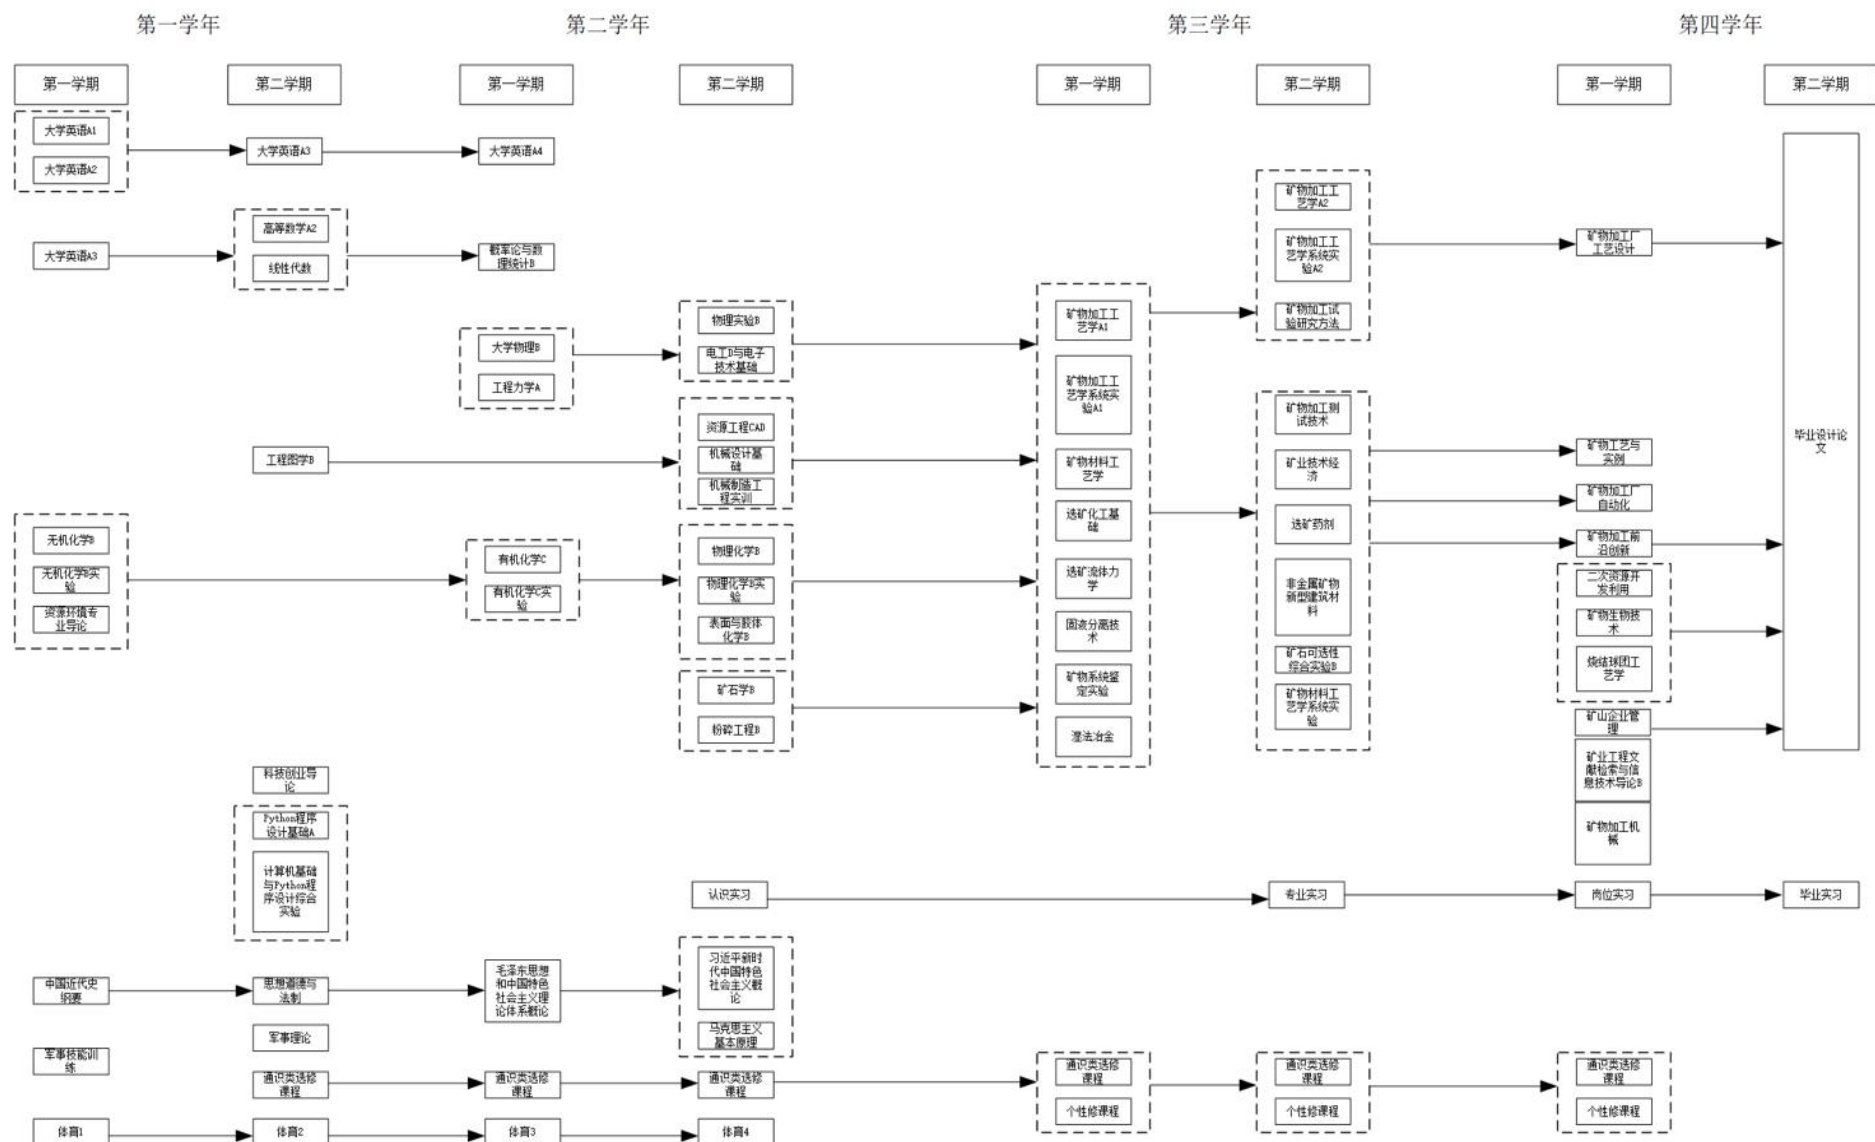 第一学年
第二学年
第三学年
第四学年
第一学期
第二学期
第一学期
第二学期
第一学期
第二学期
第一学期
第二学期
大学英语A1
大学英语A2
大学英语A3
大学英语A4
大学英语A3
高等数学A2
线性代数
概率论与数
理统计B
大学物理B
工程力学A
物理实验B
电工D与电子
技术基础
工程图学B
资源工程CAD
机械设计基
础
机械制造工
程实训
无机化学B
无机化学B实
验
资源环境专
业导论
有机化学C
有机化学C实
验
物理化学B
物理化学B实
验
表面与胶体
化学B
矿石学B
粉碎工程B
矿物加工工
艺学A1
矿物加工工
艺学系统实
验A1
矿物材料工
艺学
选矿化工基
础
选矿流体力
学
固液分离技
术
矿物系统鉴
定实验
湿法冶金
矿物加工工
艺学A2
矿物加工工
艺学系统实
验A2
矿物加工试
验研究方法
矿物加工测
试技术
矿业技术经
济
选矿药剂
非金属矿物
新型建筑材
料
矿石可选性
综合实验B
矿物材料工
艺学系统实
验
矿物加工厂
工艺设计
矿物工艺与
实例
矿物加工厂
自动化
矿物加工前
沿创新
二次资源开
发利用
矿物生物技
术
烧结球团工
艺学
矿山企业管
理
矿业工程文
献检索与信
息技术导论B
矿物加工机
械
毕业设计论
文
科技创业导
论
Python程序
设计基础A
计算机基础
与Python程
序设计综合
实验
认识实习
专业实习
岗位实习
毕业实习
中国近代史
纲要
思想道德与
法制
毛泽东思想
和中国特色
社会主义理
论体系概论
习近平新时
代中国特色
社会主义概
论
马克思主义
基本原理
军事理论
军事技能训
练
通识类选修
课程
通识类选修
课程
通识类选修
课程
通识类选修
课程
个性修课程
通识类选修
课程
个性修课程
通识类选修
课程
个性修课程
体育1
体育2
体育3
体育4